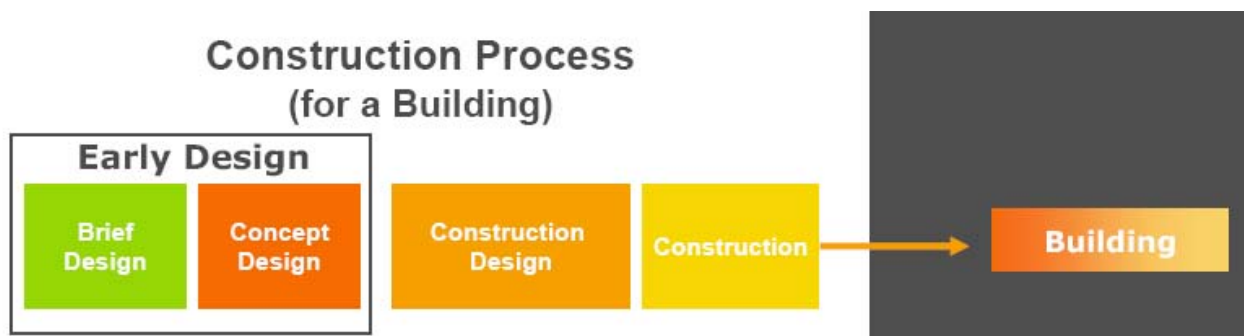 Construction Process
(for a Building)
Early Design
Brief
Design
Concept
Design
Construction
Design
Construction
Building